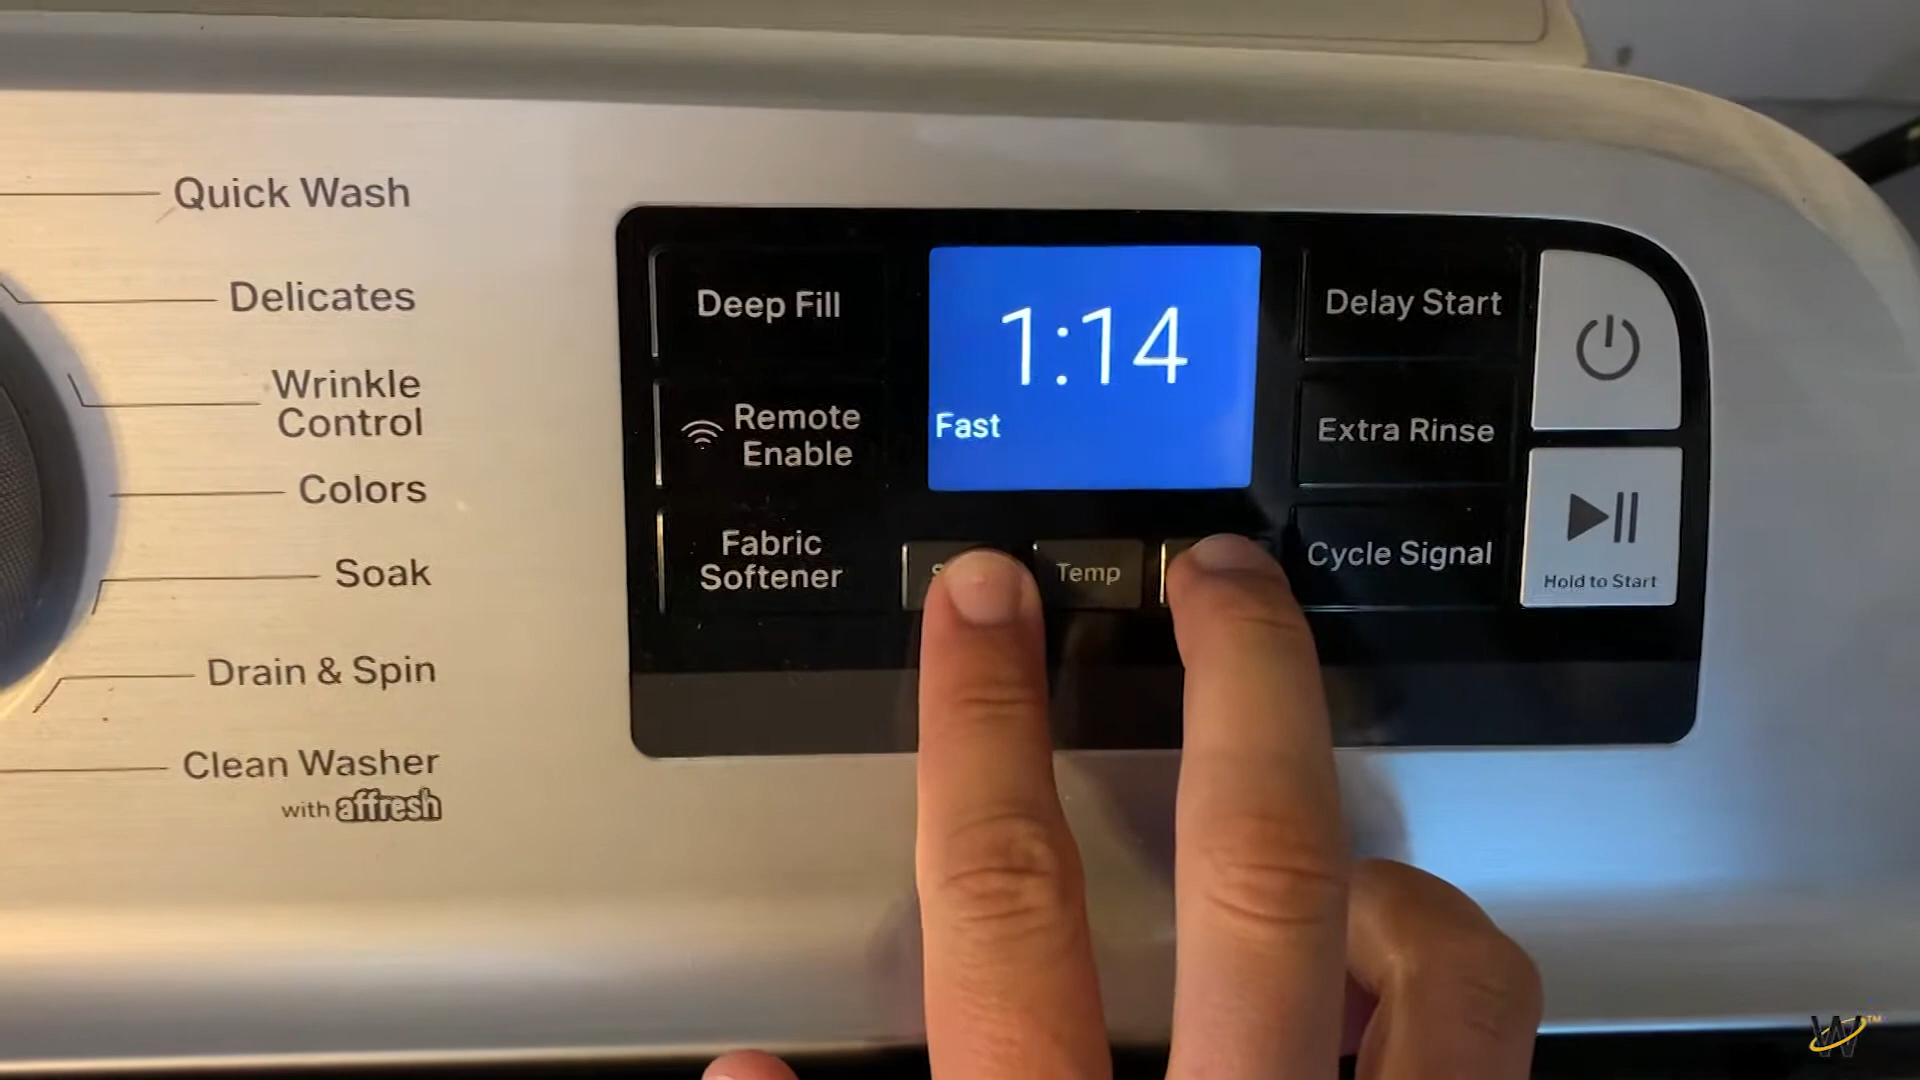 Quick Wash
Delicates
Wrinkle
Control
Colors
Soak
Drain & Spin
Clean Washer
with affresh
Deep Fill
Remote
Enable
Fabric
Softener
1:14
Fast
Temp
Delay Start
Extra Rinse
Cycle Signal
Hold to Start
W™